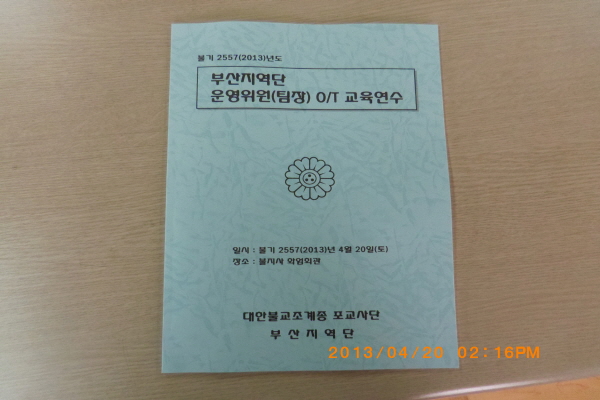 불기 2557(2013)년도
부산지역단
운영위원(팀장) O/T 교육연수
일시 : 불기 2557(2013)년 4월 20일(토)
장소 : 불지사 화엄회관
대한불교조계종 포교사단
부산지역단
2013/04/20 02:16PM